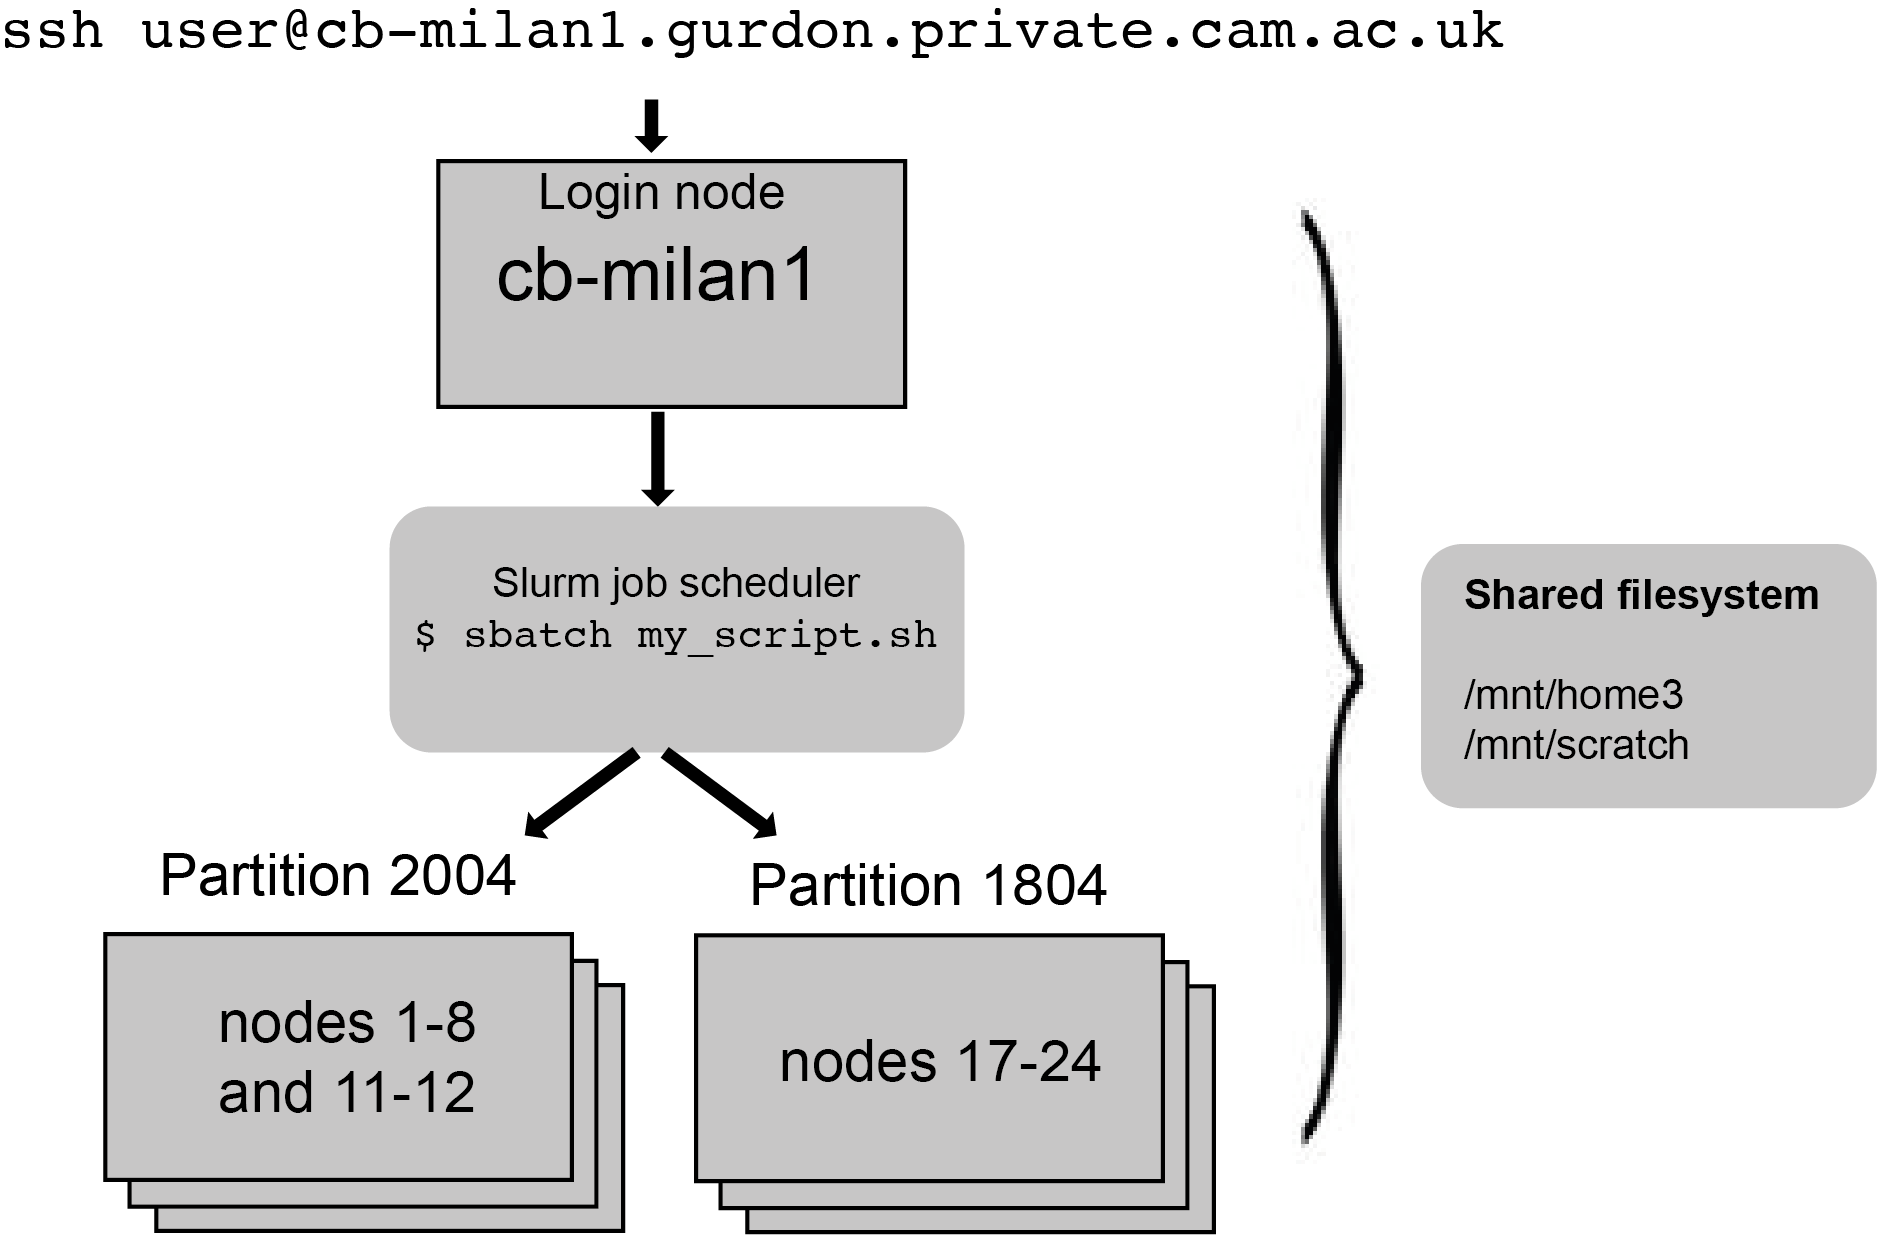 ssh user@cb-milan1.gurdon.private.cam.ac.uk
Login node
cb-milan1
Slurm job scheduler
$ sbatch my_script.sh
Shared filesystem
/mnt/home3
/mnt/scratch
Partition 2004
nodes 1-8
and 11-12
Partition 1804
nodes 17-24